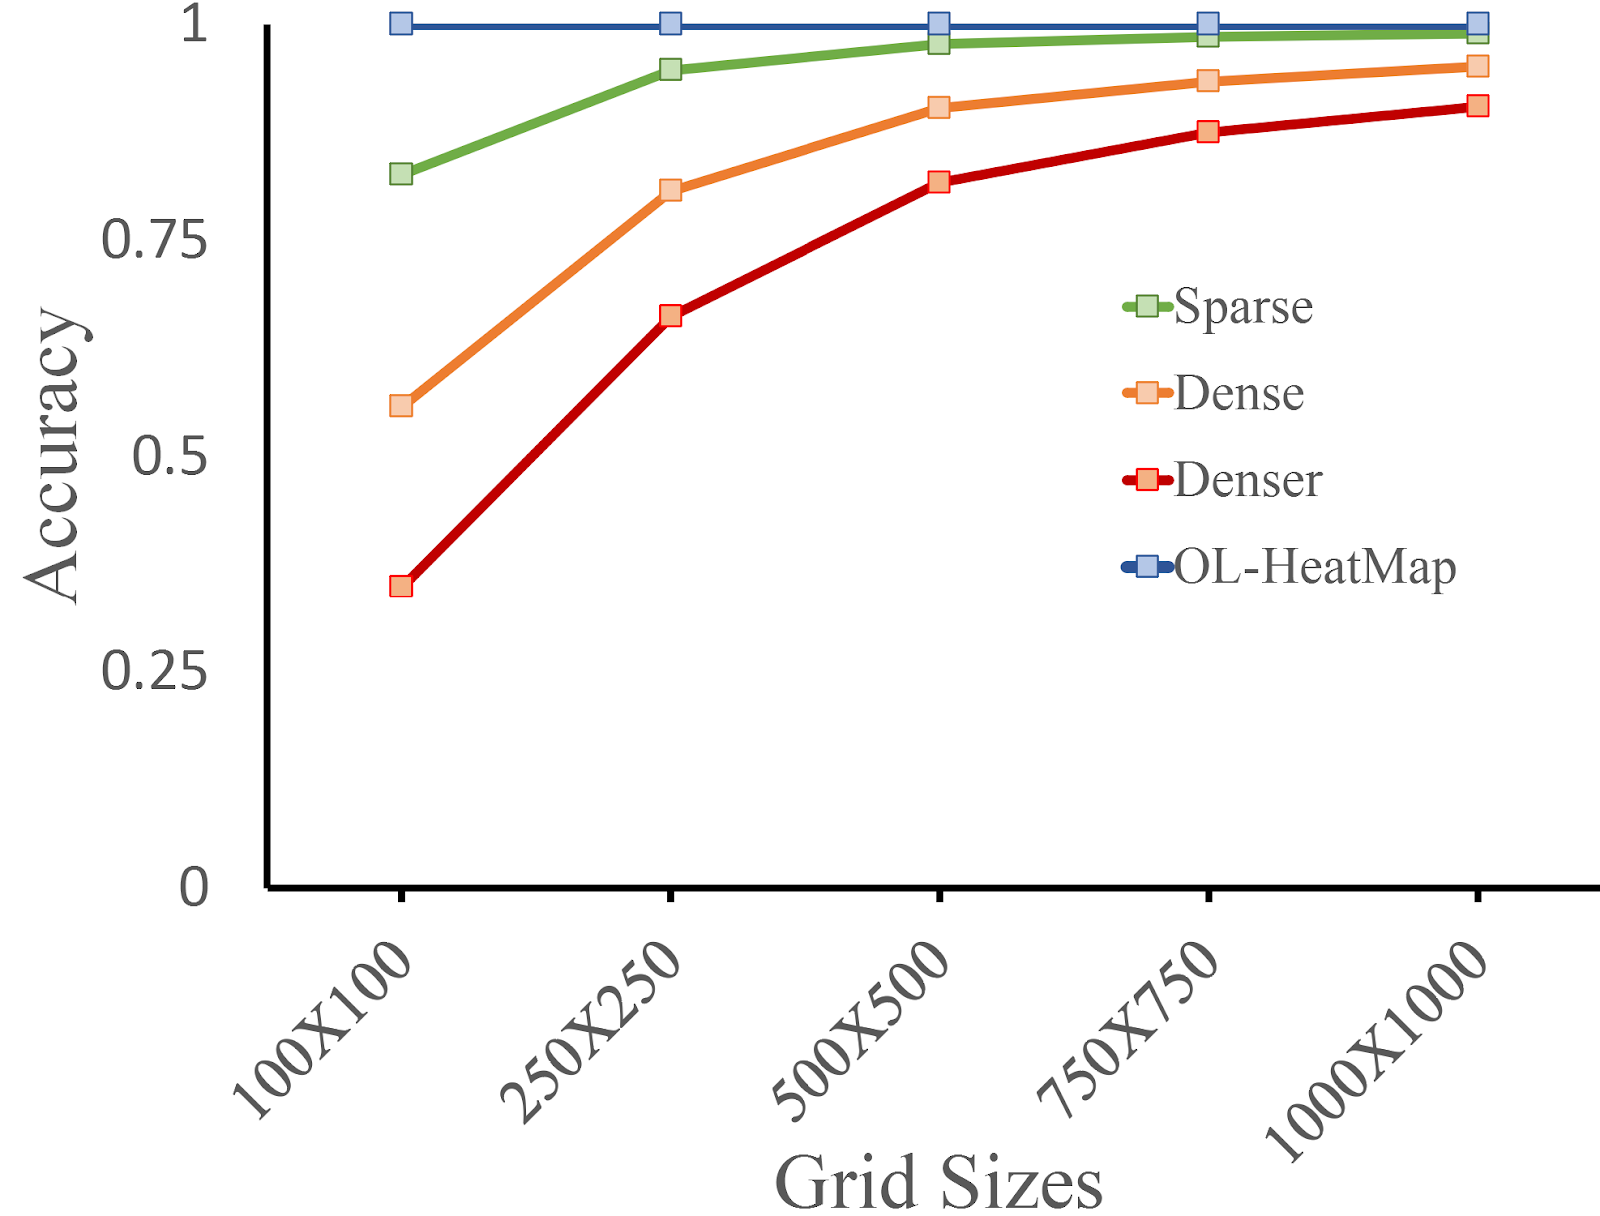 1
0.75
0.5
0.25
0
Accuracy
Sparse
Dense
Denser
OL-HeatMap
100X100
250X250
500X500
750X750
1000X1000
Grid Sizes